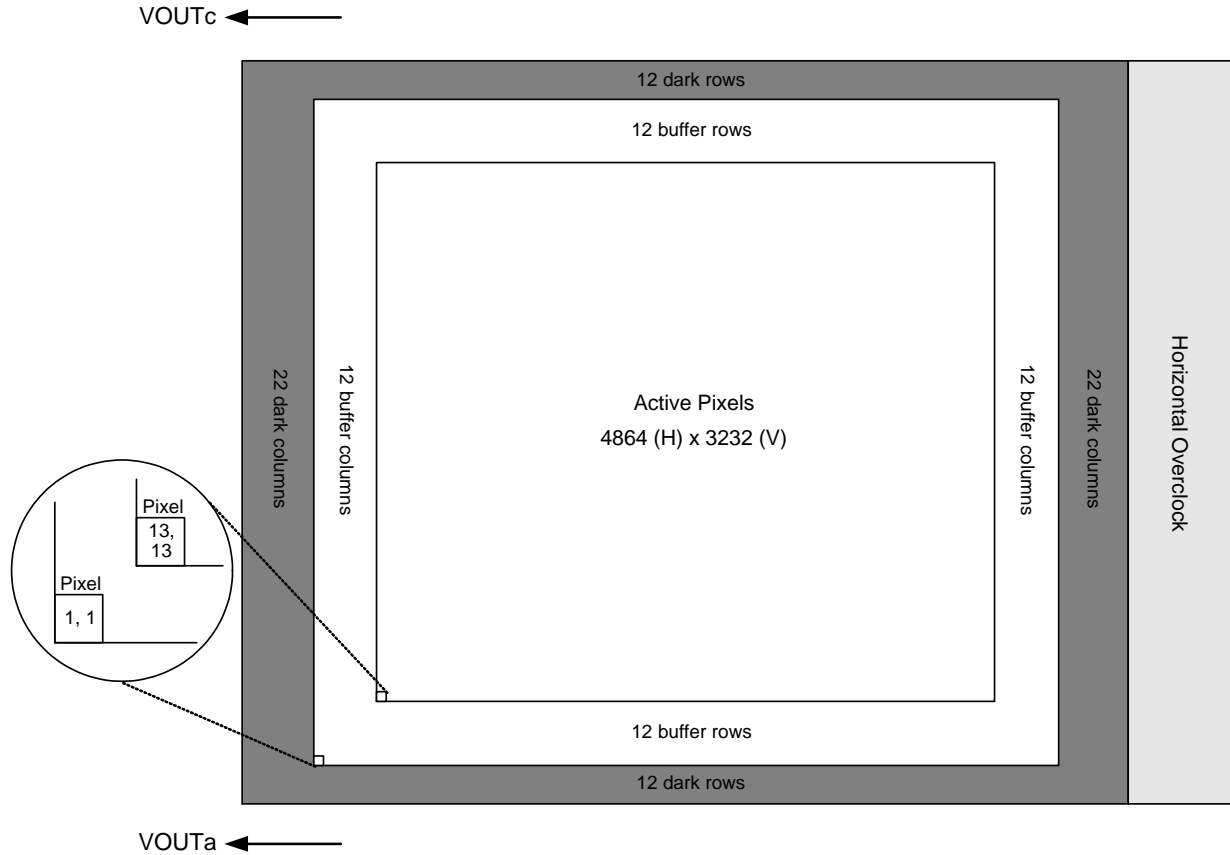 VOUTc
12 dark rows
12 buffer rows
22 dark columns
12 buffer columns
Active Pixels
4864 (H) x 3232 (V)
12 buffer columns
22 dark columns
Horizontal Overclock
Pixel
13,
13
Pixel
1, 1
12 buffer rows
12 dark rows
VOUTa